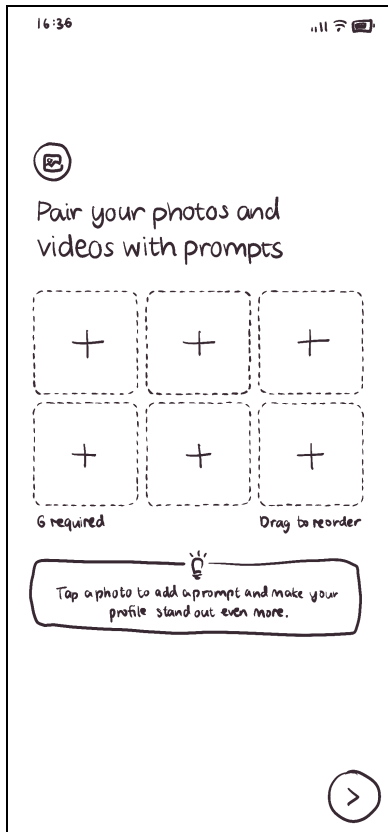 16:36
Pair your photos and
videos with prompts
6 required
Drag to reorder
Tap a photo to add a prompt and make your
profile stand out even more.